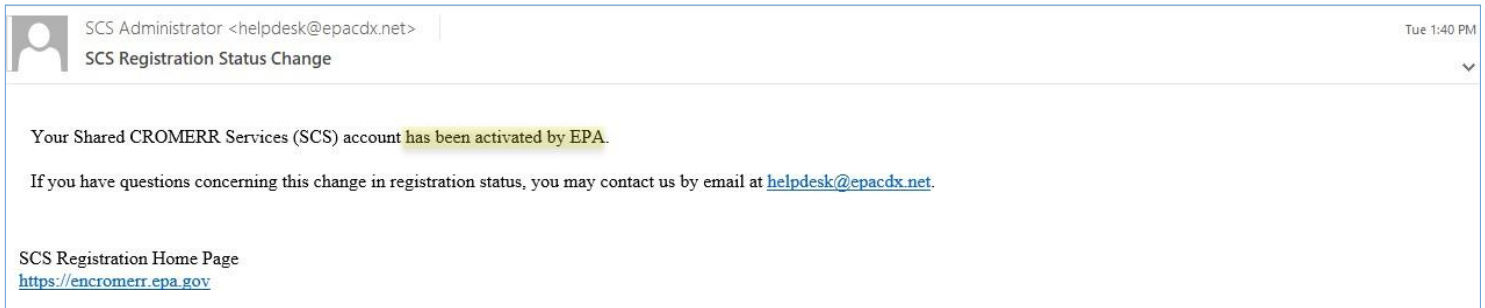 SCS Administrator <helpdesk@epacdx.net>
Tue 1:40 PM
SCS Registration Status Change
Your Shared CROMERR Services (SCS) account has been activated by EPA.
If you have questions concerning this change in registration status, you may contact us by email at helpdesk@epacdx.net.
SCS Registration Home Page
https://encromerr.epa.gov